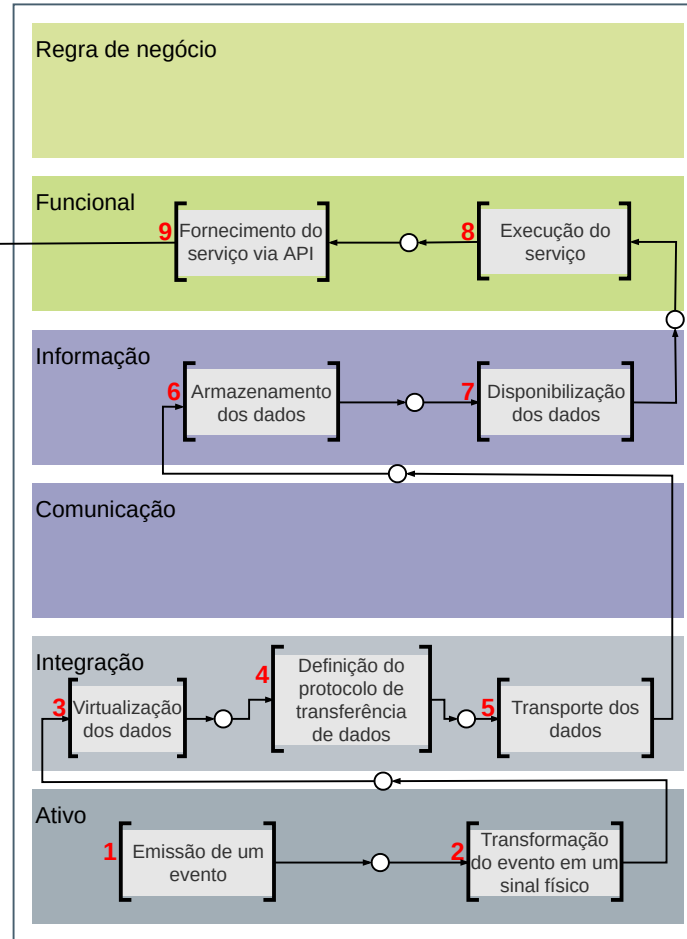 Regra de negócio
Funcional
9
Fornecimento do
serviço via API
8
Execução do
serviço
Informação
6
Armazenamento
dos dados
7
Disponibilização
dos dados
Comunicação
Integração
3
Virtualização
dos dados
4
Definição do
protocolo de
transferência
de dados
5
Transporte dos
dados
Ativo
1
Emissão de um
evento
2
Transformação
do evento em um
sinal físico